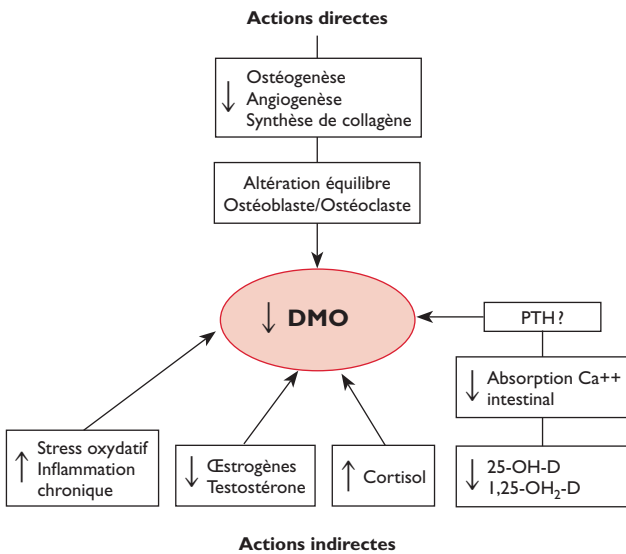 Actions directes
↓ Ostéogenèse
Angiogenèse
Synthèse de collagène
Altération équilibre
Ostéoblaste/Ostéoclaste
↓ DMO
PTH ?
↓ Absorption Ca++
intestinal
↑ Stress oxydatif
Inflammation
chronique
↓ Œstrogènes
Testostérone
↑ Cortisol
↓ 25-OH-D
1,25-OH₂-D
Actions indirectes